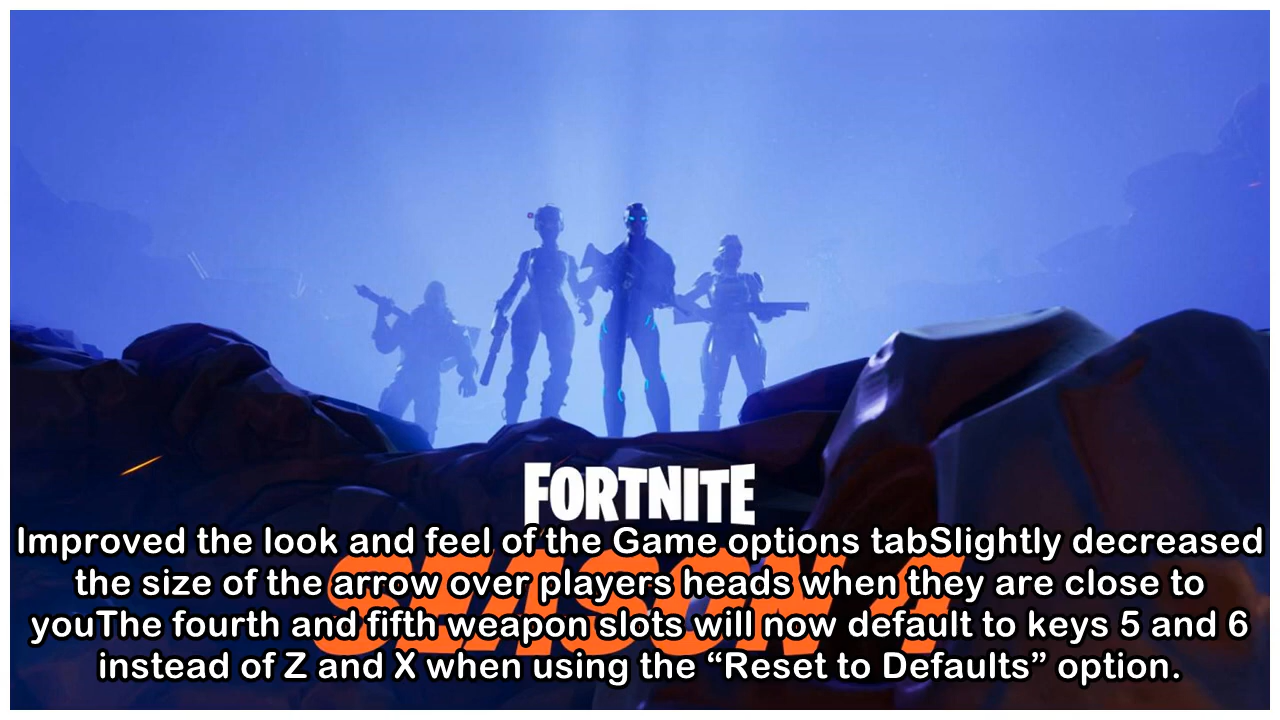 FORTNITE
SEASON 4
Improved the look and feel of the Game options tabSlightly decreased
the size of the arrow over players heads when they are close to
youThe fourth and fifth weapon slots will now default to keys 5 and 6
instead of Z and X when using the “Reset to Defaults” option.